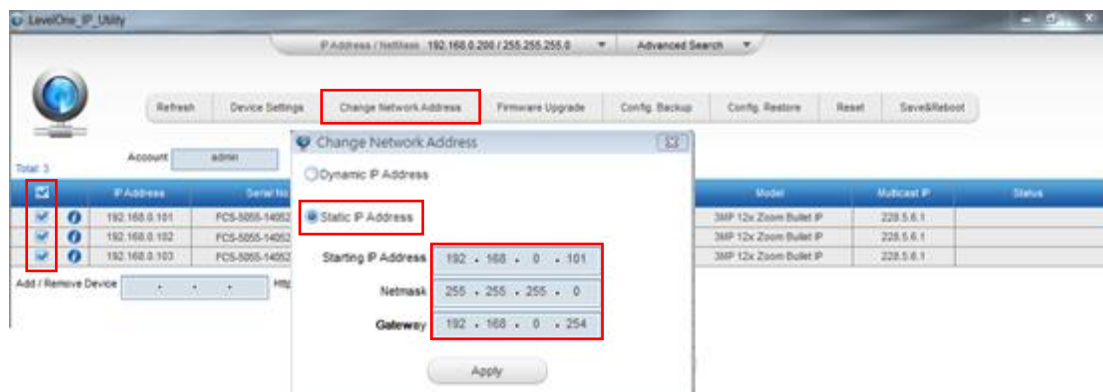 LevelOne_IP_Utility
IP Address / NetMask 192.168.0.200 / 255.255.255.0 Advanced Search
Refresh Device Settings Change Network Address Firmware Upgrade Config. Backup Config. Restore Reset Save&Reboot
Account admin
Total: 3
IP Address Serial No Model Multicast IP Status
192.168.0.101 FCS-5055-14052 3MP 12x Zoom Bullet IP 228.5.6.1
192.168.0.102 FCS-5055-14052 3MP 12x Zoom Bullet IP 228.5.6.1
192.168.0.103 FCS-5055-14052 3MP 12x Zoom Bullet IP 228.5.6.1
Add / Remove Device . . . Http
Change Network Address
Dynamic IP Address
Static IP Address
Starting IP Address 192 . 168 . 0 . 101
Netmask 255 . 255 . 255 . 0
Gateway 192 . 168 . 0 . 254
Apply